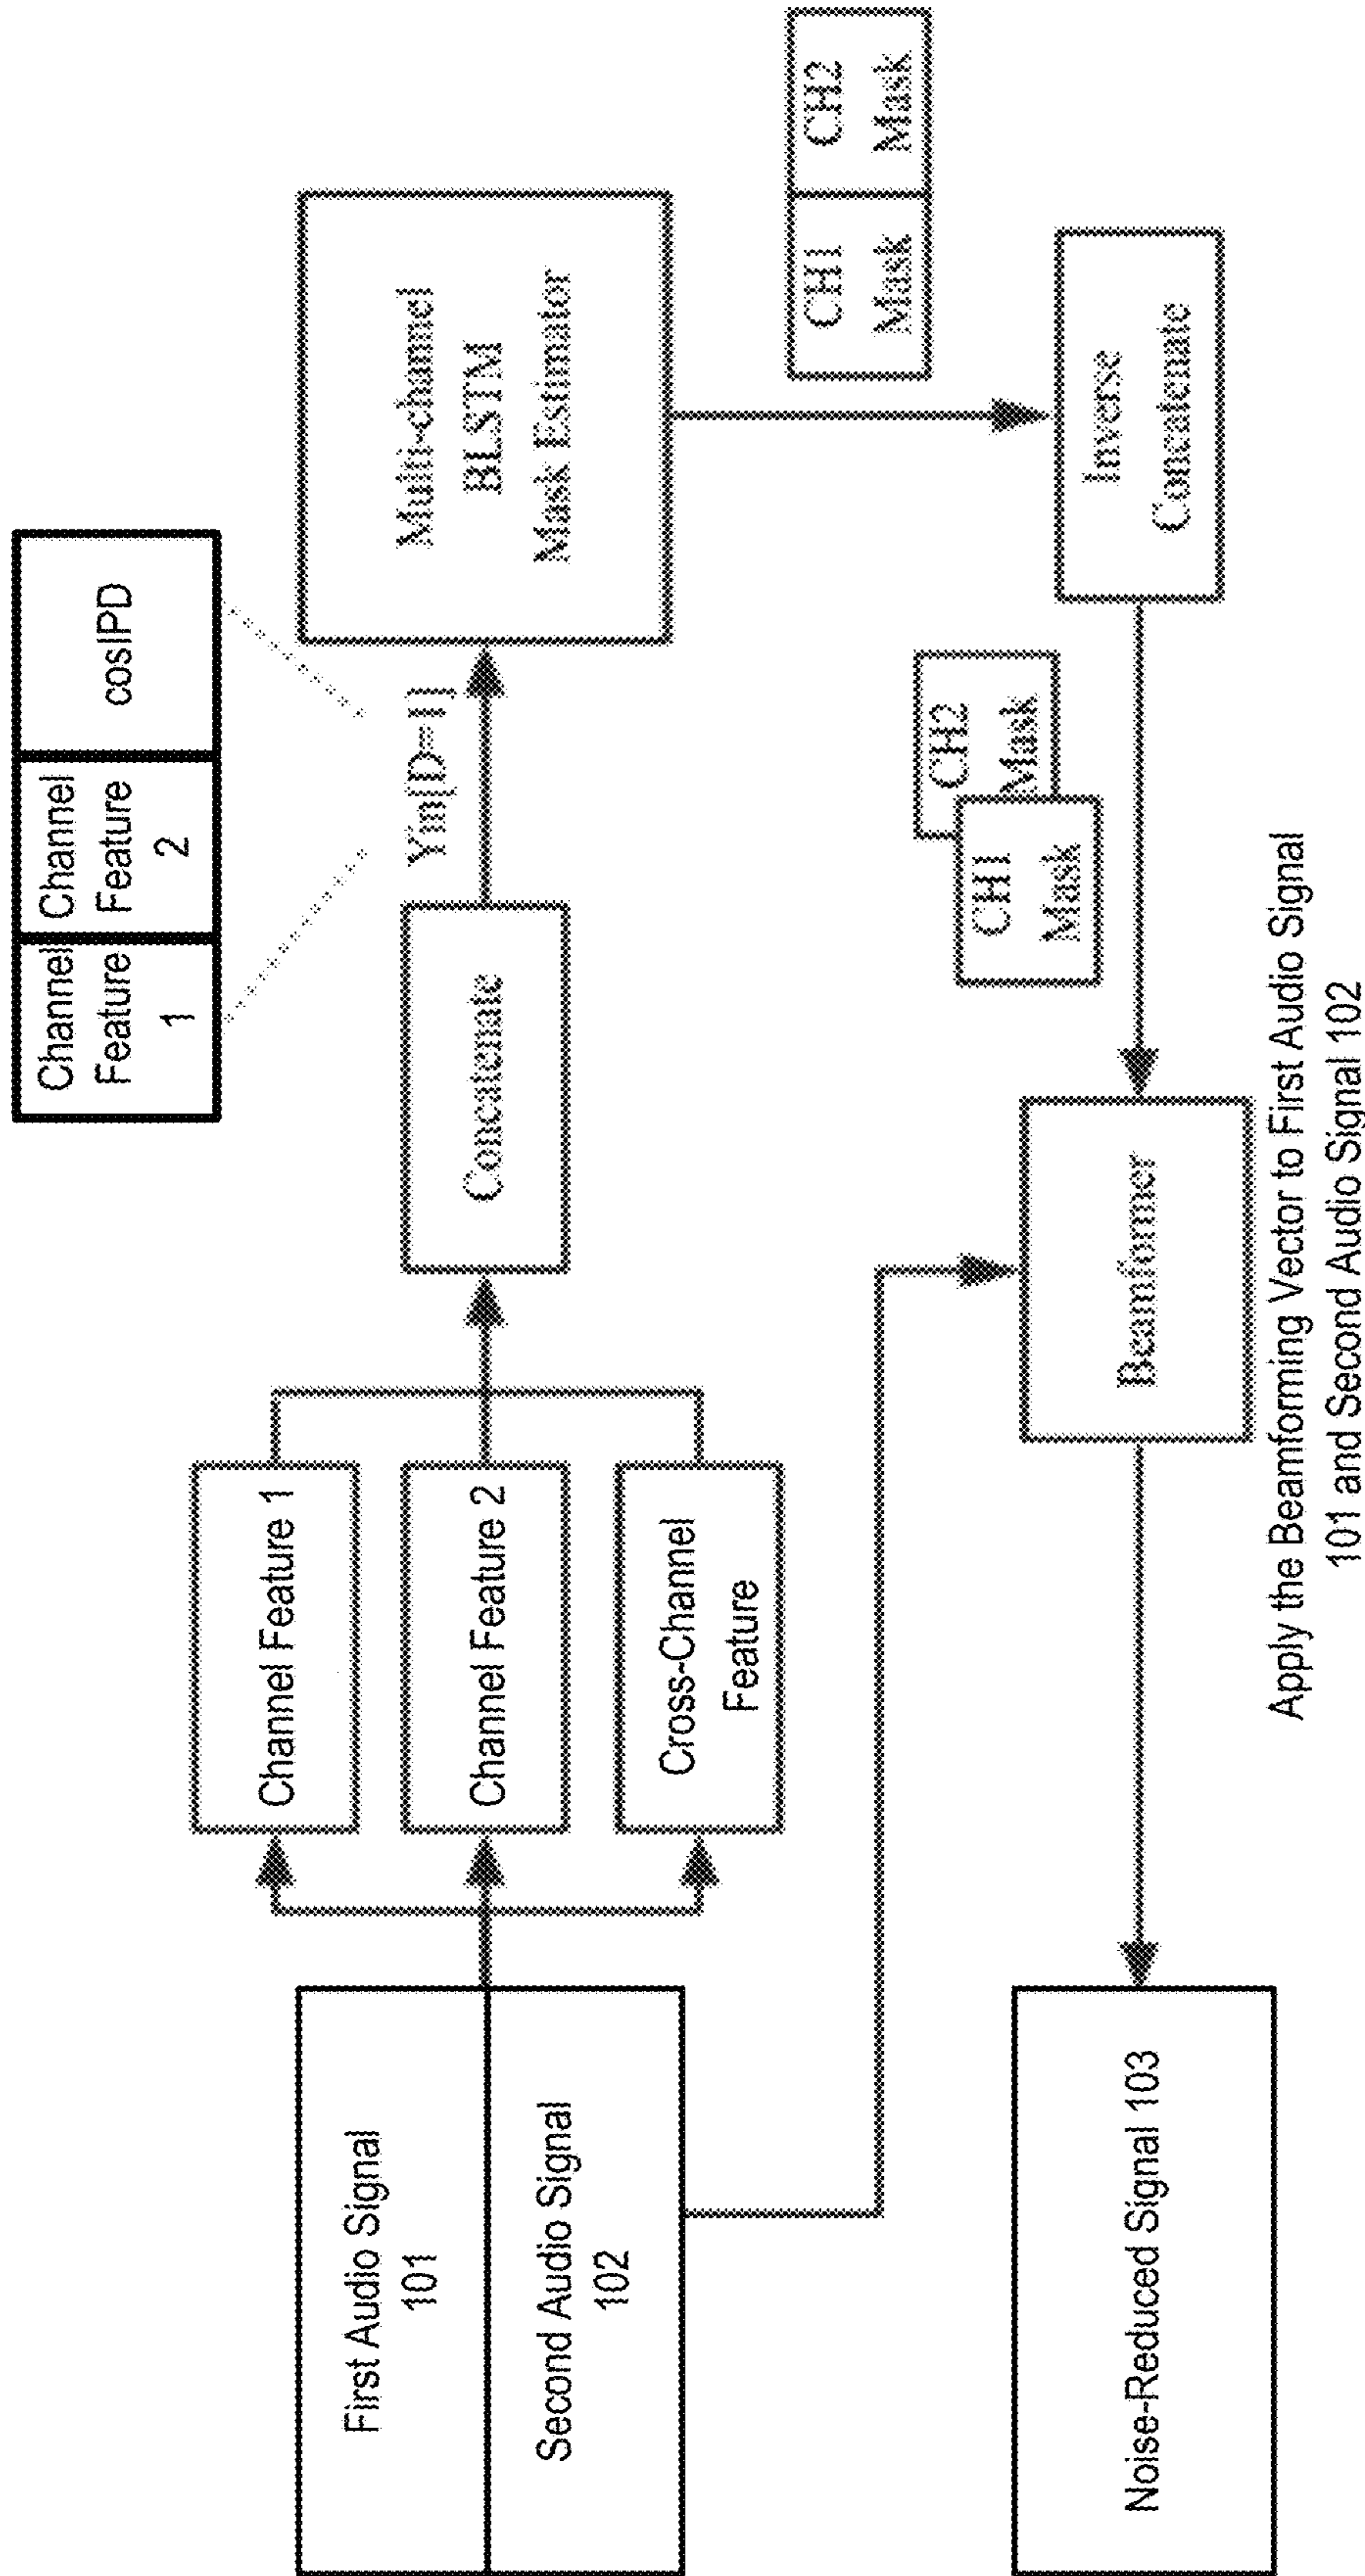 First Audio Signal
101
Second Audio Signal
102
Channel Feature 1
Channel Feature 2
Cross-Channel
Feature
Concatenate
Channel
Feature
1
Channel
Feature
2
cosIPD
Yin[D=1]
Multi-channel
BLSTM
Mask Estimator
CH1
Mask
CH2
Mask
Inverse
Concatenate
CH1
Mask
CH2
Mask
Beamfomer
Apply the Beamforming Vector to First Audio Signal
101 and Second Audio Signal 102
Noise-Reduced Signal 103